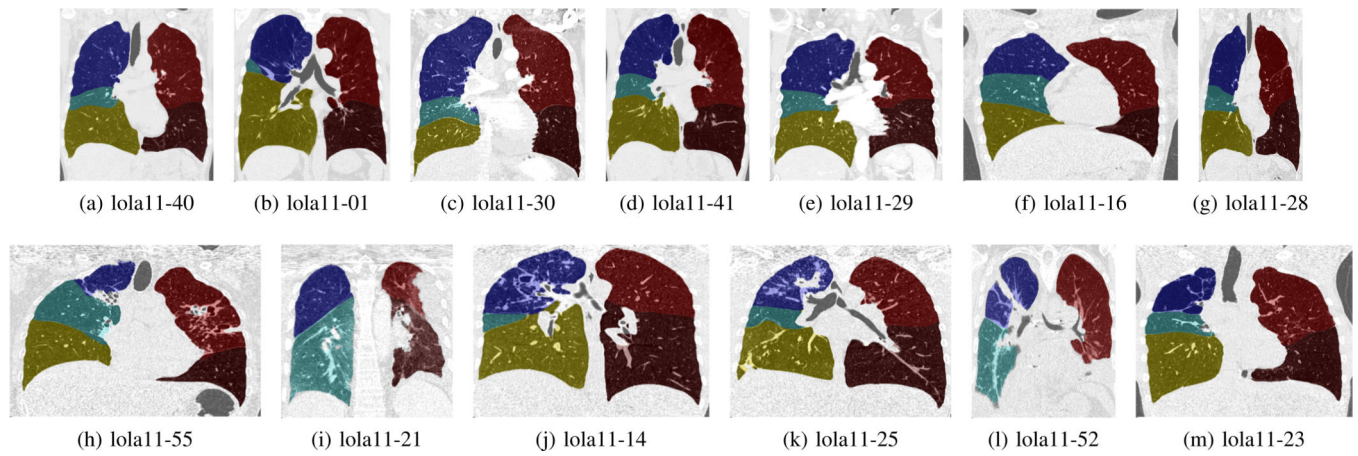 (a) lola11-40 (b) lola11-01 (c) lola11-30 (d) lola11-41 (e) lola11-29 (f) lola11-16 (g) lola11-28
(h) lola11-55 (i) lola11-21 (j) lola11-14 (k) lola11-25 (l) lola11-52 (m) lola11-23